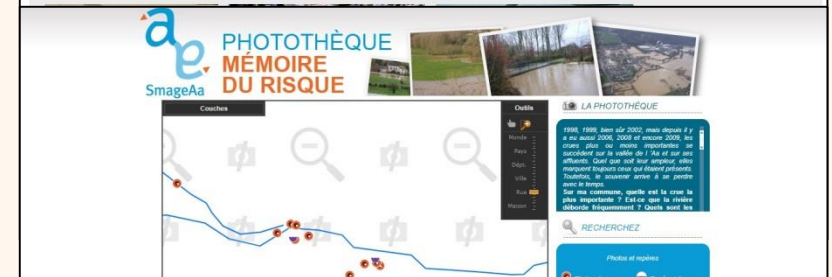 SmageAa
PHOTOTHÈQUE
MÉMOIRE
DU RISQUE
Couches
Outils
Monde
Pays
Dépt.
Ville
Rue
Maison
LA PHOTOTHÈQUE
1998, 1999, bien sûr 2002, mais depuis il y
a eu aussi 2006, 2008 et encore 2009, les
crues plus ou moins importantes se
succèdent sur la vallée de l 'Aa et sur ses
affluents. Quel que soit leur ampleur, elles
marquent toujours ceux qui étaient présents.
Toutefois, le souvenir arrive à se perdre
avec le temps.
Sur ma commune, quelle est la crue la
plus importante ? Est-ce que la rivière
déborde fréquemment ? Quels sont les
RECHERCHEZ
Photos et repères